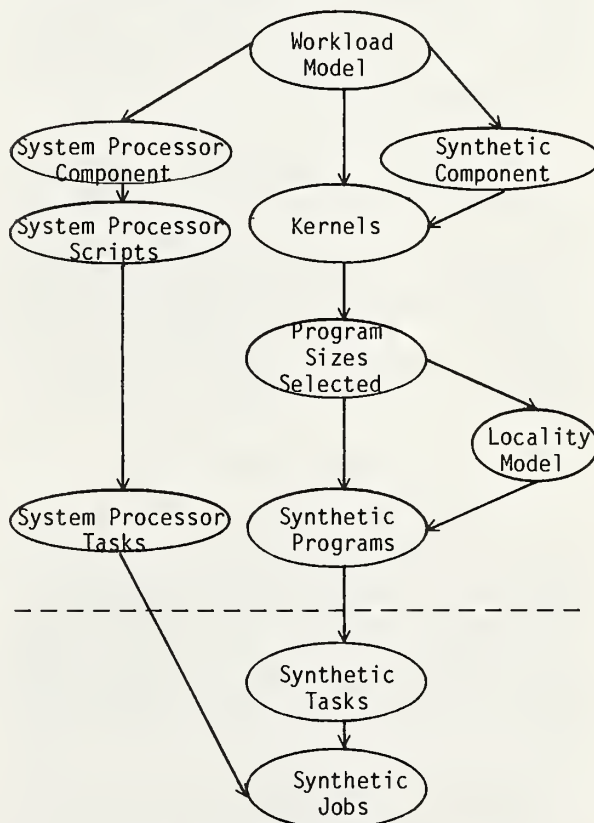 Workload
Model
System Processor
Component
Synthetic
Component
System Processor
Scripts
Kernels
Program
Sizes
Selected
Locality
Model
System Processor
Tasks
Synthetic
Programs
Synthetic
Tasks
Synthetic
Jobs